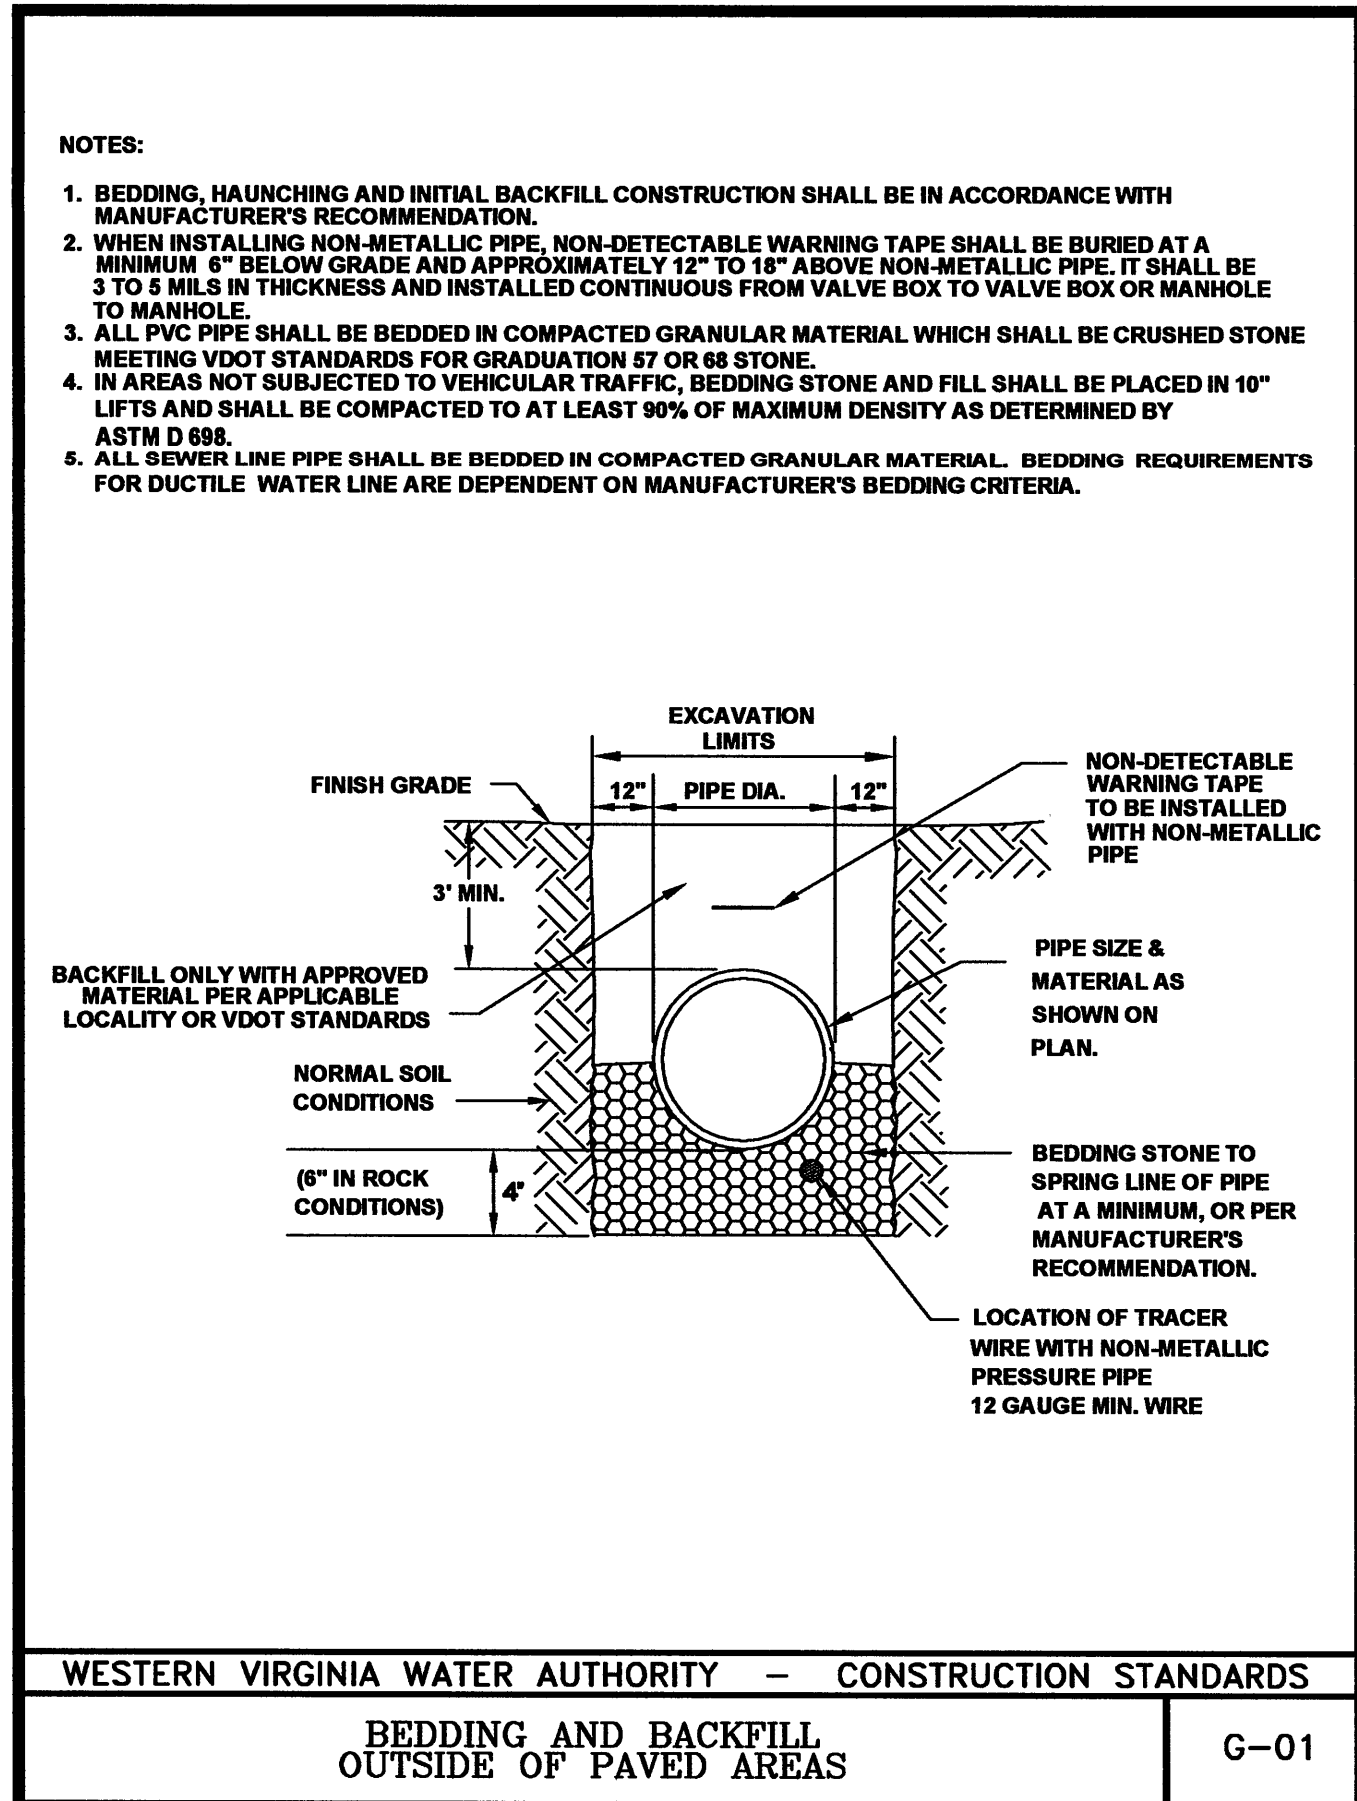 NOTES:
1. BEDDING, HAUNCHING AND INITIAL BACKFILL CONSTRUCTION SHALL BE IN ACCORDANCE WITH
MANUFACTURER'S RECOMMENDATION.
2. WHEN INSTALLING NON-METALLIC PIPE, NON-DETECTABLE WARNING TAPE SHALL BE BURIED AT A
MINIMUM 6" BELOW GRADE AND APPROXIMATELY 12" TO 18" ABOVE NON-METALLIC PIPE. IT SHALL BE
3 TO 5 MILS IN THICKNESS AND INSTALLED CONTINUOUS FROM VALVE BOX TO VALVE BOX OR MANHOLE
TO MANHOLE.
3. ALL PVC PIPE SHALL BE BEDDED IN COMPACTED GRANULAR MATERIAL WHICH SHALL BE CRUSHED STONE
MEETING VDOT STANDARDS FOR GRADUATION 57 OR 68 STONE.
4. IN AREAS NOT SUBJECTED TO VEHICULAR TRAFFIC, BEDDING STONE AND FILL SHALL BE PLACED IN 10"
LIFTS AND SHALL BE COMPACTED TO AT LEAST 90% OF MAXIMUM DENSITY AS DETERMINED BY
ASTM D 698.
5. ALL SEWER LINE PIPE SHALL BE BEDDED IN COMPACTED GRANULAR MATERIAL. BEDDING REQUIREMENTS
FOR DUCTILE WATER LINE ARE DEPENDENT ON MANUFACTURER'S BEDDING CRITERIA.
EXCAVATION
LIMITS
FINISH GRADE
12"
PIPE DIA.
12"
NON-DETECTABLE
WARNING TAPE
TO BE INSTALLED
WITH NON-METALLIC
PIPE
3' MIN.
BACKFILL ONLY WITH APPROVED
MATERIAL PER APPLICABLE
LOCALITY OR VDOT STANDARDS
PIPE SIZE &
MATERIAL AS
SHOWN ON
PLAN.
NORMAL SOIL
CONDITIONS
(6" IN ROCK
CONDITIONS)
4"
BEDDING STONE TO
SPRING LINE OF PIPE
AT A MINIMUM, OR PER
MANUFACTURER'S
RECOMMENDATION.
LOCATION OF TRACER
WIRE WITH NON-METALLIC
PRESSURE PIPE
12 GAUGE MIN. WIRE
WESTERN VIRGINIA WATER AUTHORITY – CONSTRUCTION STANDARDS
BEDDING AND BACKFILL
OUTSIDE OF PAVED AREAS
G-01